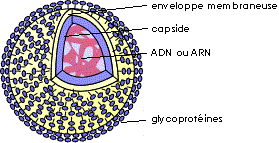 enveloppe membraneuse
capside
ADN ou ARN
glycoprotéines